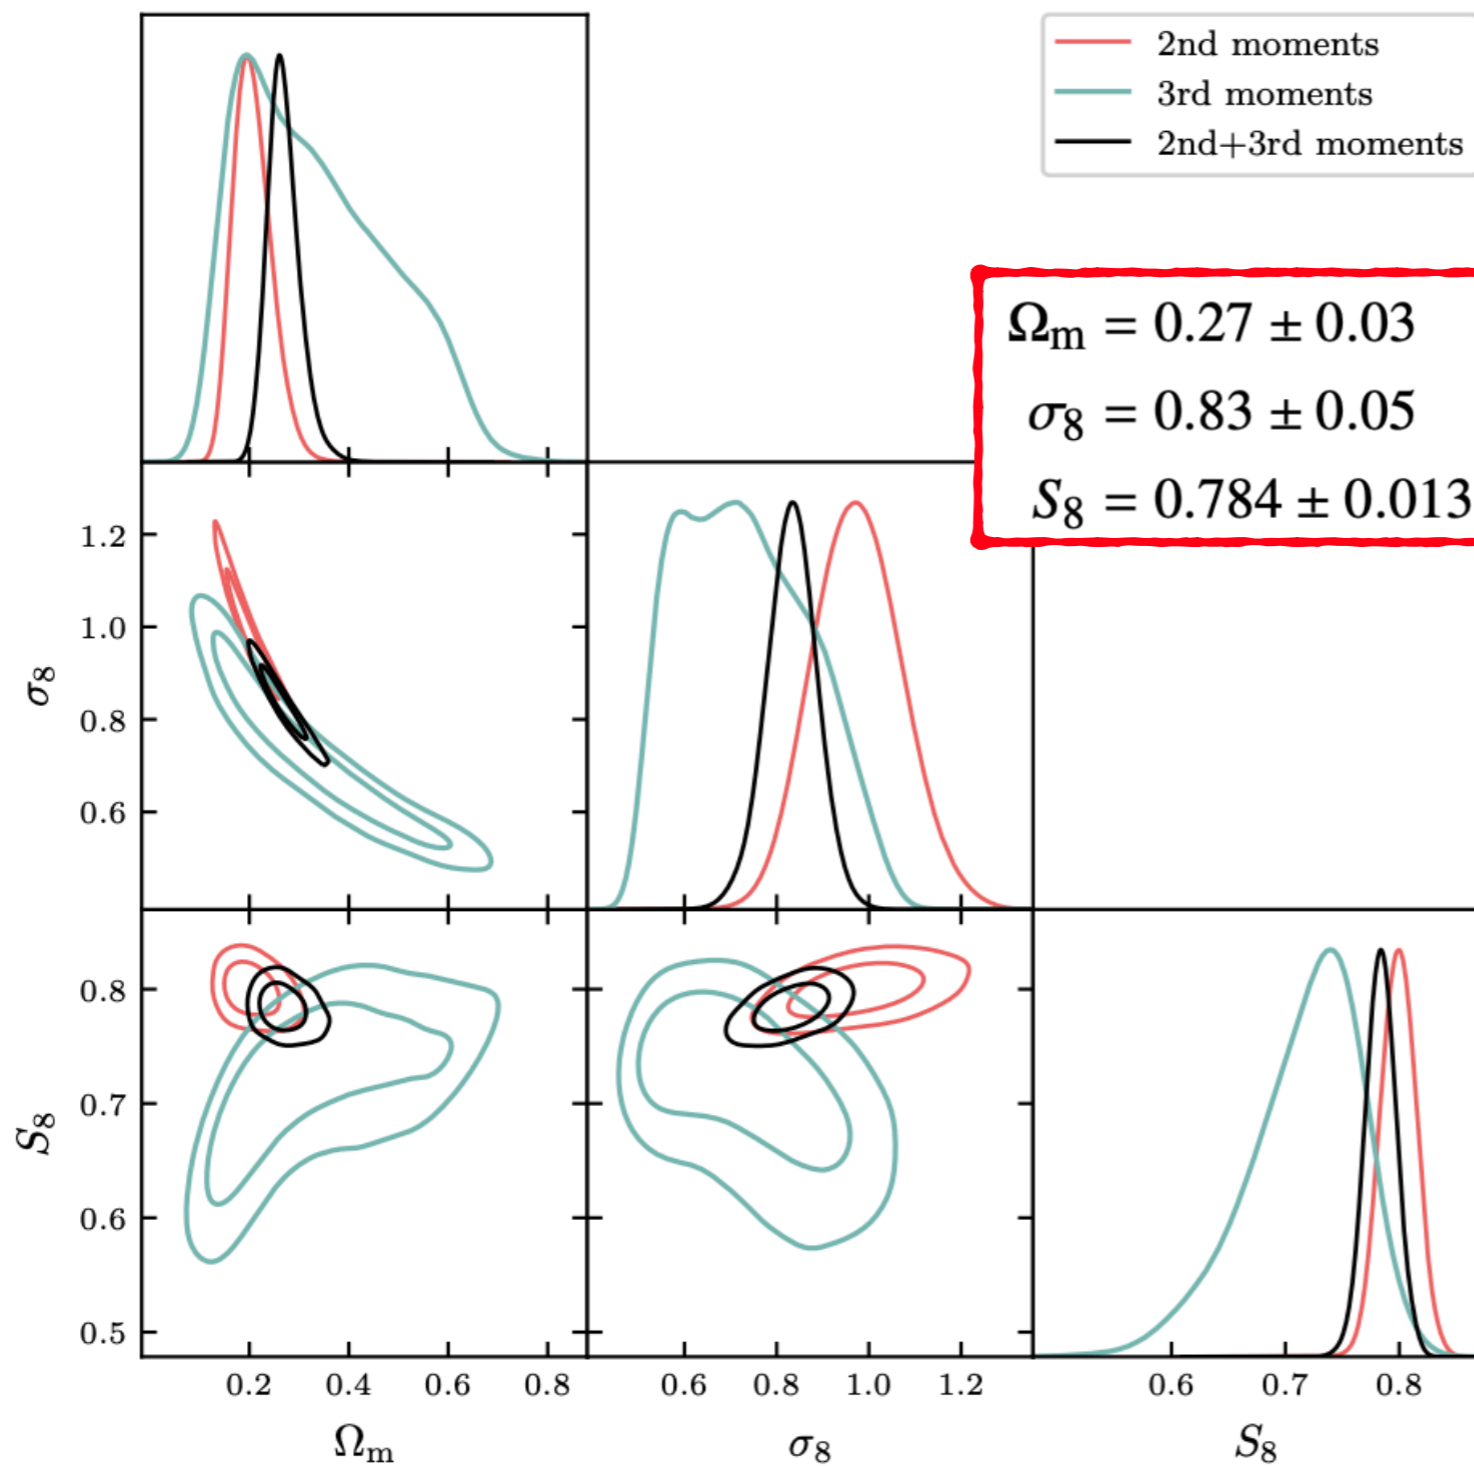 2nd moments
3rd moments
2nd+3rd moments
Ωm = 0.27 ± 0.03
σ8 = 0.83 ± 0.05
S8 = 0.784 ± 0.013
1.2
1.0
0.8
0.6
σ8
0.8
0.7
0.6
0.5
S8
0.2 0.4 0.6 0.8
0.6 0.8 1.0 1.2
0.6 0.7 0.8
Ωm
σ8
S8